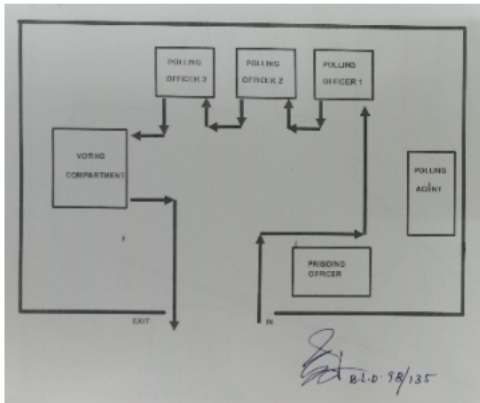 POLLING
OFFICER 3
POLLING
OFFICER 2
POLLING
OFFICER 1
VOTING
COMPARTMENT
POLLING
AGENT
PRISIDING
OFFICER
EXIT
IN
B.L.O 98/135